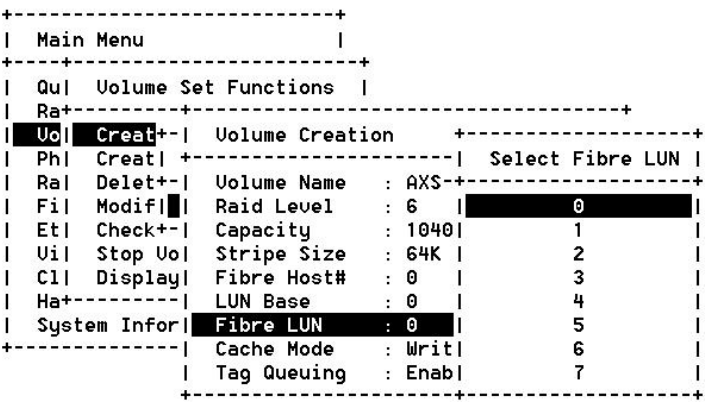 Main Menu
Qu Volume Set Functions
Ra
Vo Creat Volume Creation
Ph Creat Select Fibre LUN
Ra Delet Volume Name : AXS
Fi Modif Raid Level : 6 0
Et Check Capacity : 1040 1
Vi Stop Vo Stripe Size : 64K 2
Cl Display Fibre Host# : 0 3
Ha LUN Base : 0 4
System Infor Fibre LUN : 0 5
Cache Mode : Writ 6
Tag Queuing : Enab 7